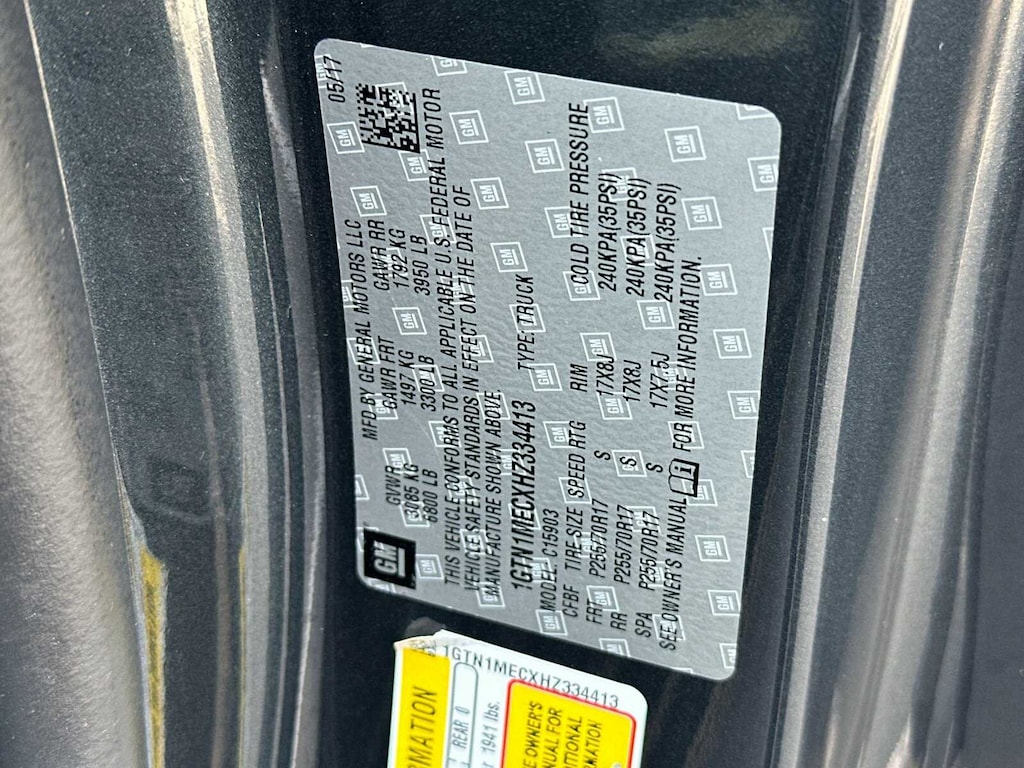 GM
MFD BY GENERAL MOTORS LLC
05/17
GVWR GAWR FRT GAWR RR
3085 KG 1497 KG 1792 KG
6800 LB 3300 LB 3950 LB
THIS VEHICLE CONFORMS TO ALL APPLICABLE U.S. FEDERAL MOTOR
VEHICLE SAFETY STANDARDS IN EFFECT ON THE DATE OF
MANUFACTURE SHOWN ABOVE.
1GTN1MECXHZ334413 TYPE: TRUCK
MODEL: C15903
CFBF TIRE-SIZE SPEED RTG RIM COLD TIRE PRESSURE
FRT P255/70R17 S 17X8J 240KPA(35PSI)
RR P255/70R17 S 17X8J 240KPA(35PSI)
SPA P255/70R17 S 17X7.5J 240KPA(35PSI)
SEE OWNER'S MANUAL i FOR MORE INFORMATION.
1GTN1MECXHZ334413
RMATION
REAR 0
1941 lbs.
E OWNER'S
ANUAL FOR
ITIONAL
RMATION